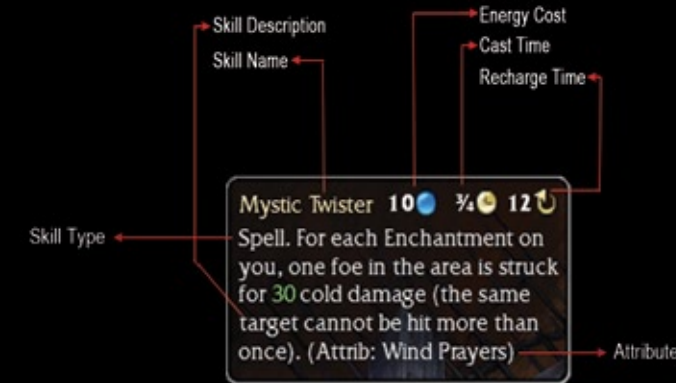 Energy Cost
Skill Description
Cast Time
Skill Name
Recharge Time
Mystic Twister 10 ¾ 12
Skill Type
Spell. For each Enchantment on
you, one foe in the area is struck
for 30 cold damage (the same
target cannot be hit more than
once). (Attrib: Wind Prayers)
Attribute